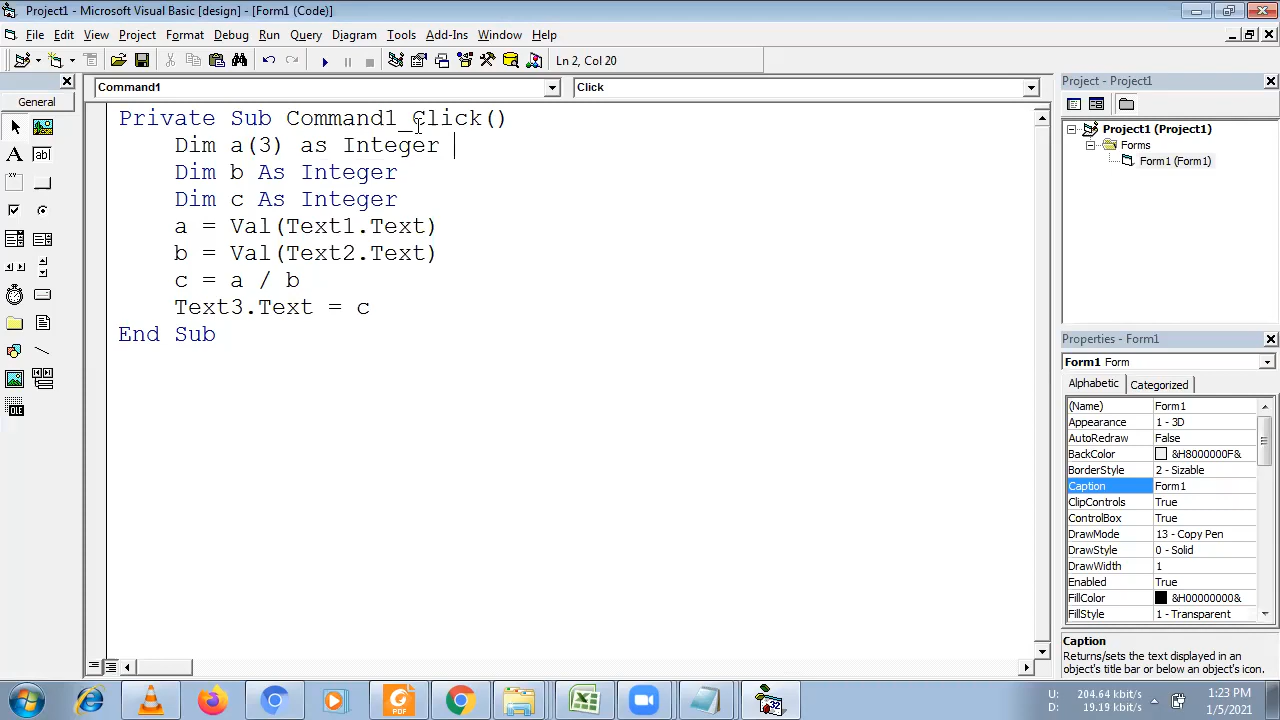 Project1 - Microsoft Visual Basic [design] - [Form1 (Code)]
File Edit View Project Format Debug Run Query Diagram Tools Add-Ins Window Help
Ln 2, Col 20
General
Command1
Click
Private Sub Command1_Click()
Dim a(3) as Integer
Dim b As Integer
Dim c As Integer
a = Val(Text1.Text)
b = Val(Text2.Text)
c = a / b
Text3.Text = c
End Sub
ab|
OLE
Project - Project1
Project1 (Project1)
Forms
Form1 (Form1)
Properties - Form1
Form1 Form
Alphabetic Categorized
(Name) Form1
Appearance 1 - 3D
AutoRedraw False
BackColor &H8000000F&
BorderStyle 2 - Sizable
Caption Form1
ClipControls True
ControlBox True
DrawMode 13 - Copy Pen
DrawStyle 0 - Solid
DrawWidth 1
Enabled True
FillColor &H00000000&
FillStyle 1 - Transparent
Caption
Returns/sets the text displayed in an
object's title bar or below an object's icon.
PDF
32
U: 204.64 kbit/s
D: 19.19 kbit/s
1:23 PM
1/5/2021